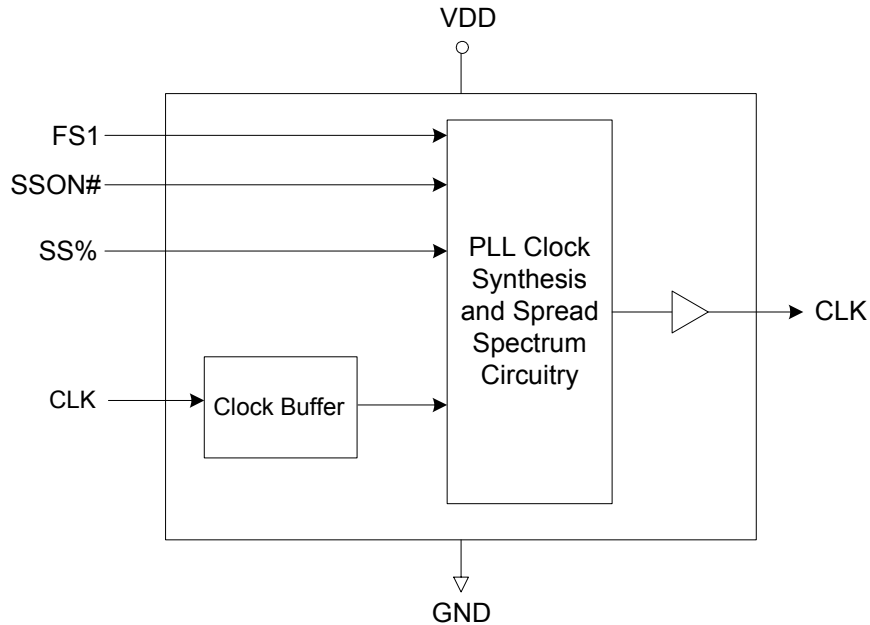 VDD
FS1
SSON#
SS%
PLL Clock
Synthesis
and Spread
Spectrum
Circuitry
CLK
CLK
Clock Buffer
GND